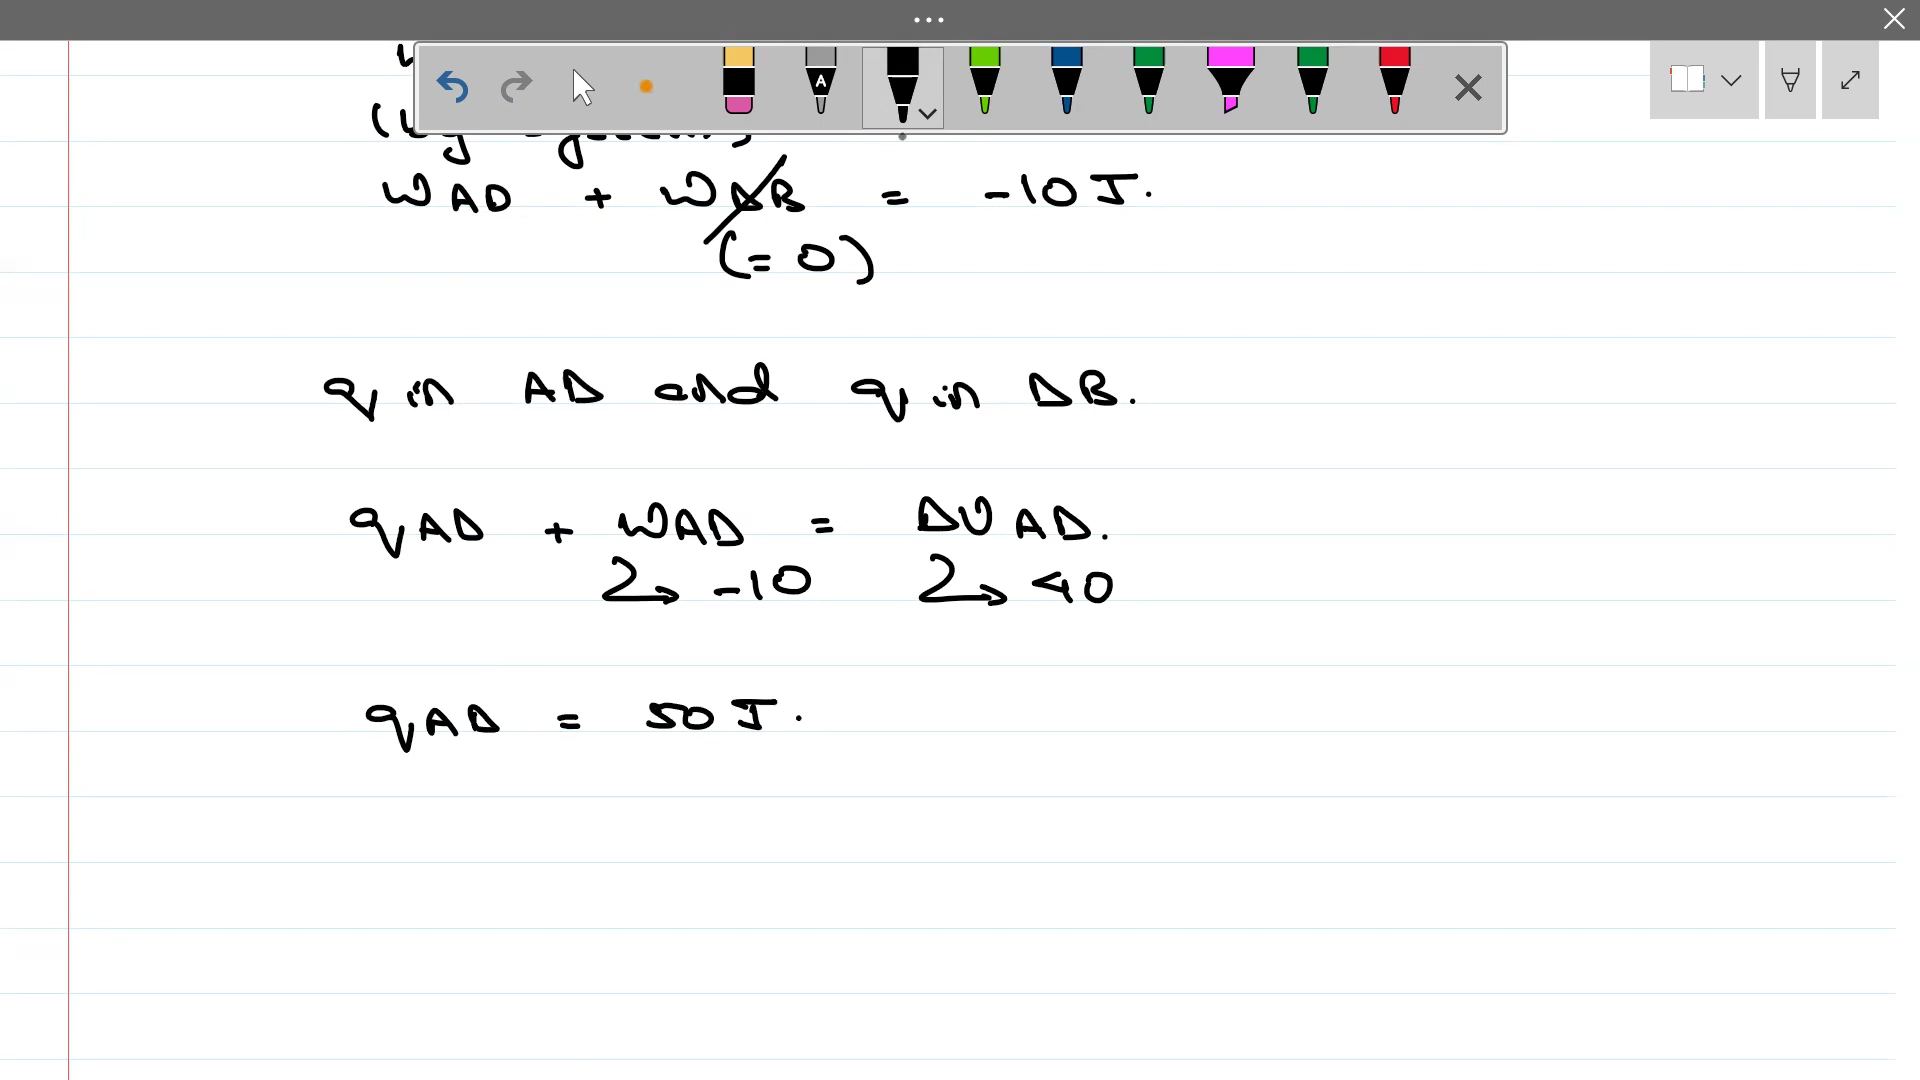 A
WAD + WDB = -10 J.
(= 0)
q in AD and q in DB.
qAD + WAD = ΔU AD.
→ -10 → 40
qAD = 50 J.